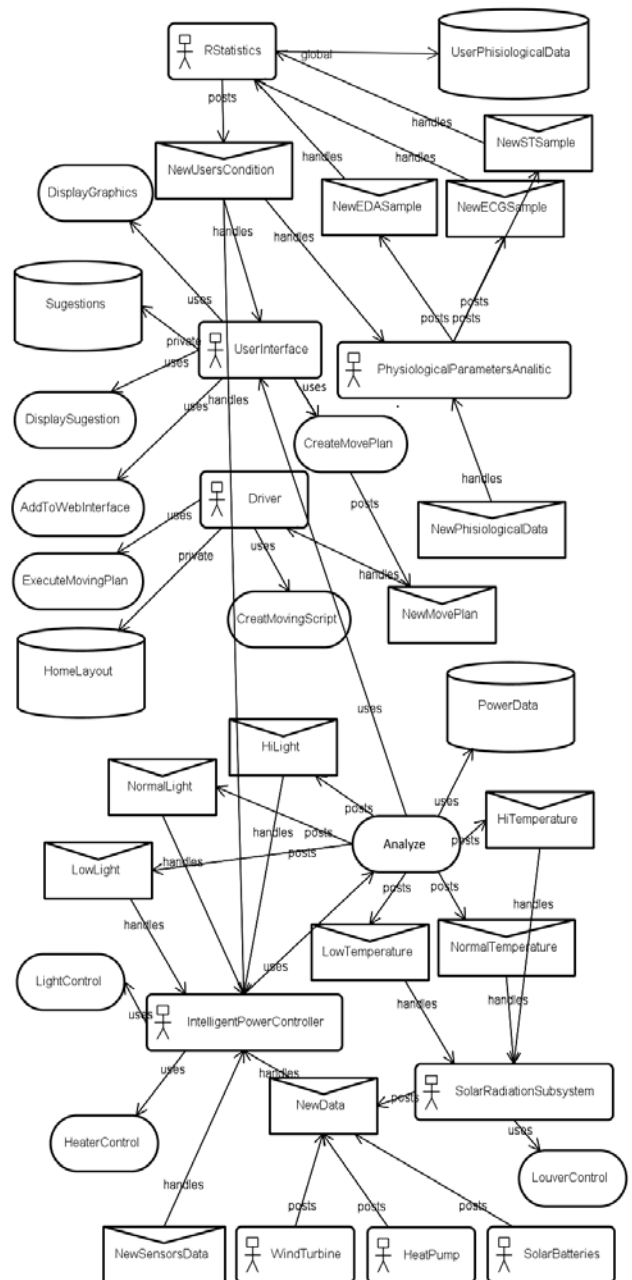 RStatistics
global
UserPhisiologicalData
posts
handles
NewSTSample
handles
handles
NewUsersCondition
DisplayGraphics
NewEDASample
NewECGSample
handles
handles
Sugestions
uses
posts
posts
posts
private
UserInterface
uses
PhysiologicalParametersAnalitic
handles
uses
uses
DisplaySugestion
CreateMovePlan
handles
AddToWebInterface
Driver
posts
NewPhisiologicalData
uses
private
uses
ExecuteMovingPlan
handles
CreatMovingScript
NewMovePlan
HomeLayout
PowerData
uses
HiLight
NormalLight
uses
posts
HiTemperature
handles
posts
Analyze
posts
handles
posts
LowLight
posts
posts
handles
handles
LowTemperature
NormalTemperature
uses
LightControl
handles
handles
uses
IntelligentPowerController
uses
handles
SolarRadiationSubsystem
posts
NewData
uses
HeaterControl
LouverControl
handles
posts
posts
posts
NewSensorsData
WindTurbine
HeatPump
SolarBatteries